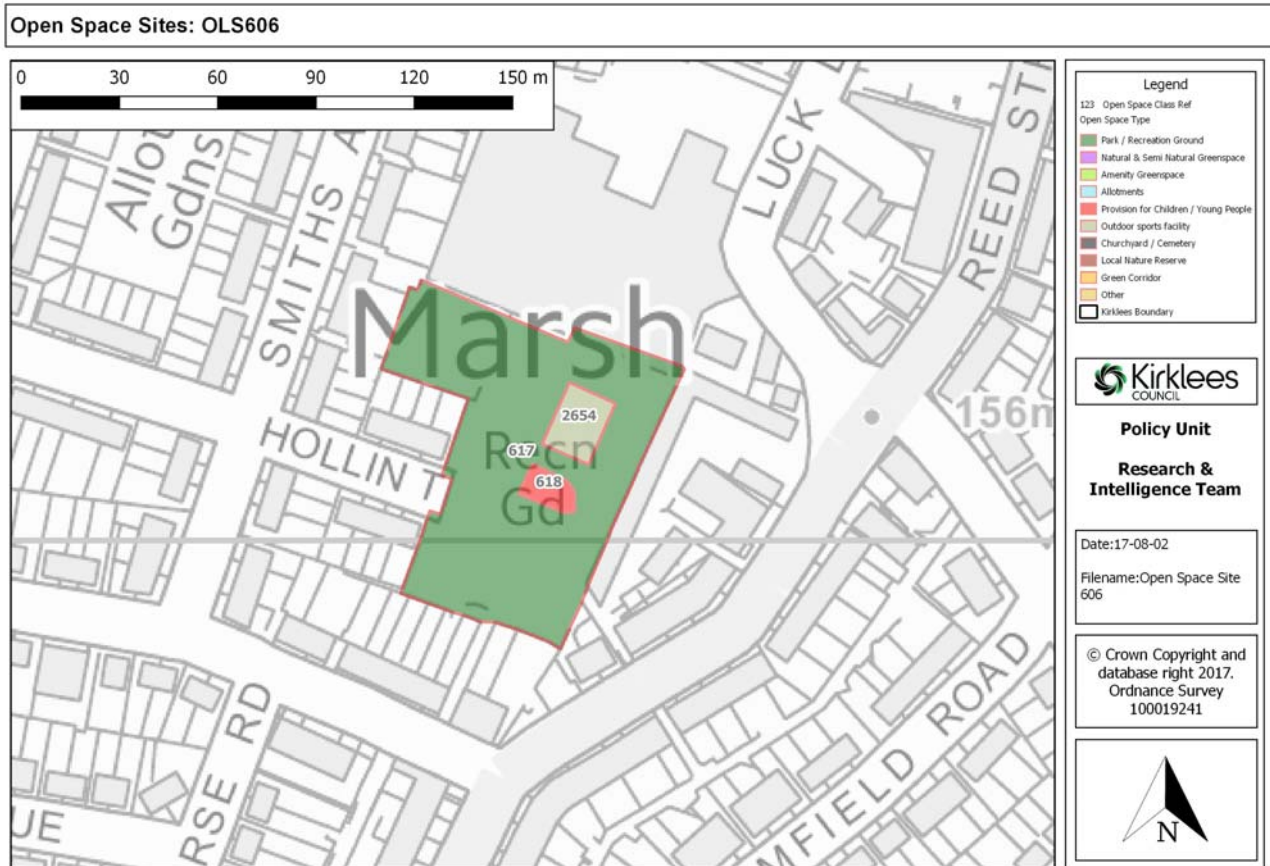 Open Space Sites: OLS606
0 30 60 90 120 150 m
Allot
Gdns
SMITHS A
LUCK
REED ST
Marsh
156m
HOLLIN T
Recn
Gd
2654
617
618
RSE RD
UE
MFIELD ROAD
Legend
123 Open Space Class Ref
Open Space Type
Park / Recreation Ground
Natural & Semi Natural Greenspace
Amenity Greenspace
Allotments
Provision for Children / Young People
Outdoor sports facility
Churchyard / Cemetery
Local Nature Reserve
Green Corridor
Other
Kirklees Boundary
Kirklees
COUNCIL
Policy Unit
Research &
Intelligence Team
Date:17-08-02
Filename:Open Space Site
606
© Crown Copyright and
database right 2017.
Ordnance Survey
100019241
N